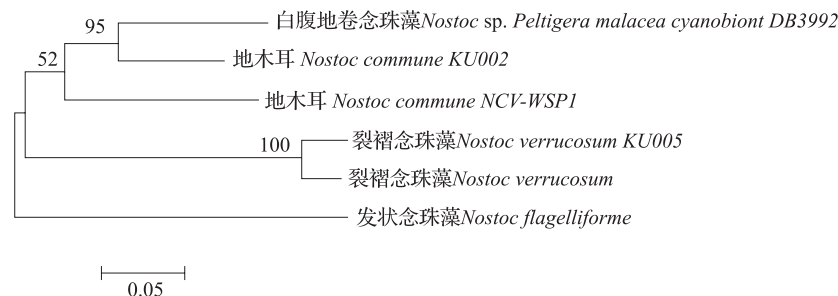 95
白腹地卷念珠藻Nostoc sp. Peltigera malacea cyanobiont DB3992
52
地木耳 Nostoc commune KU002
地木耳 Nostoc commune NCV-WSP1
100
裂褶念珠藻Nostoc verrucosum KU005
裂褶念珠藻Nostoc verrucosum
发状念珠藻Nostoc flagelliforme
0.05